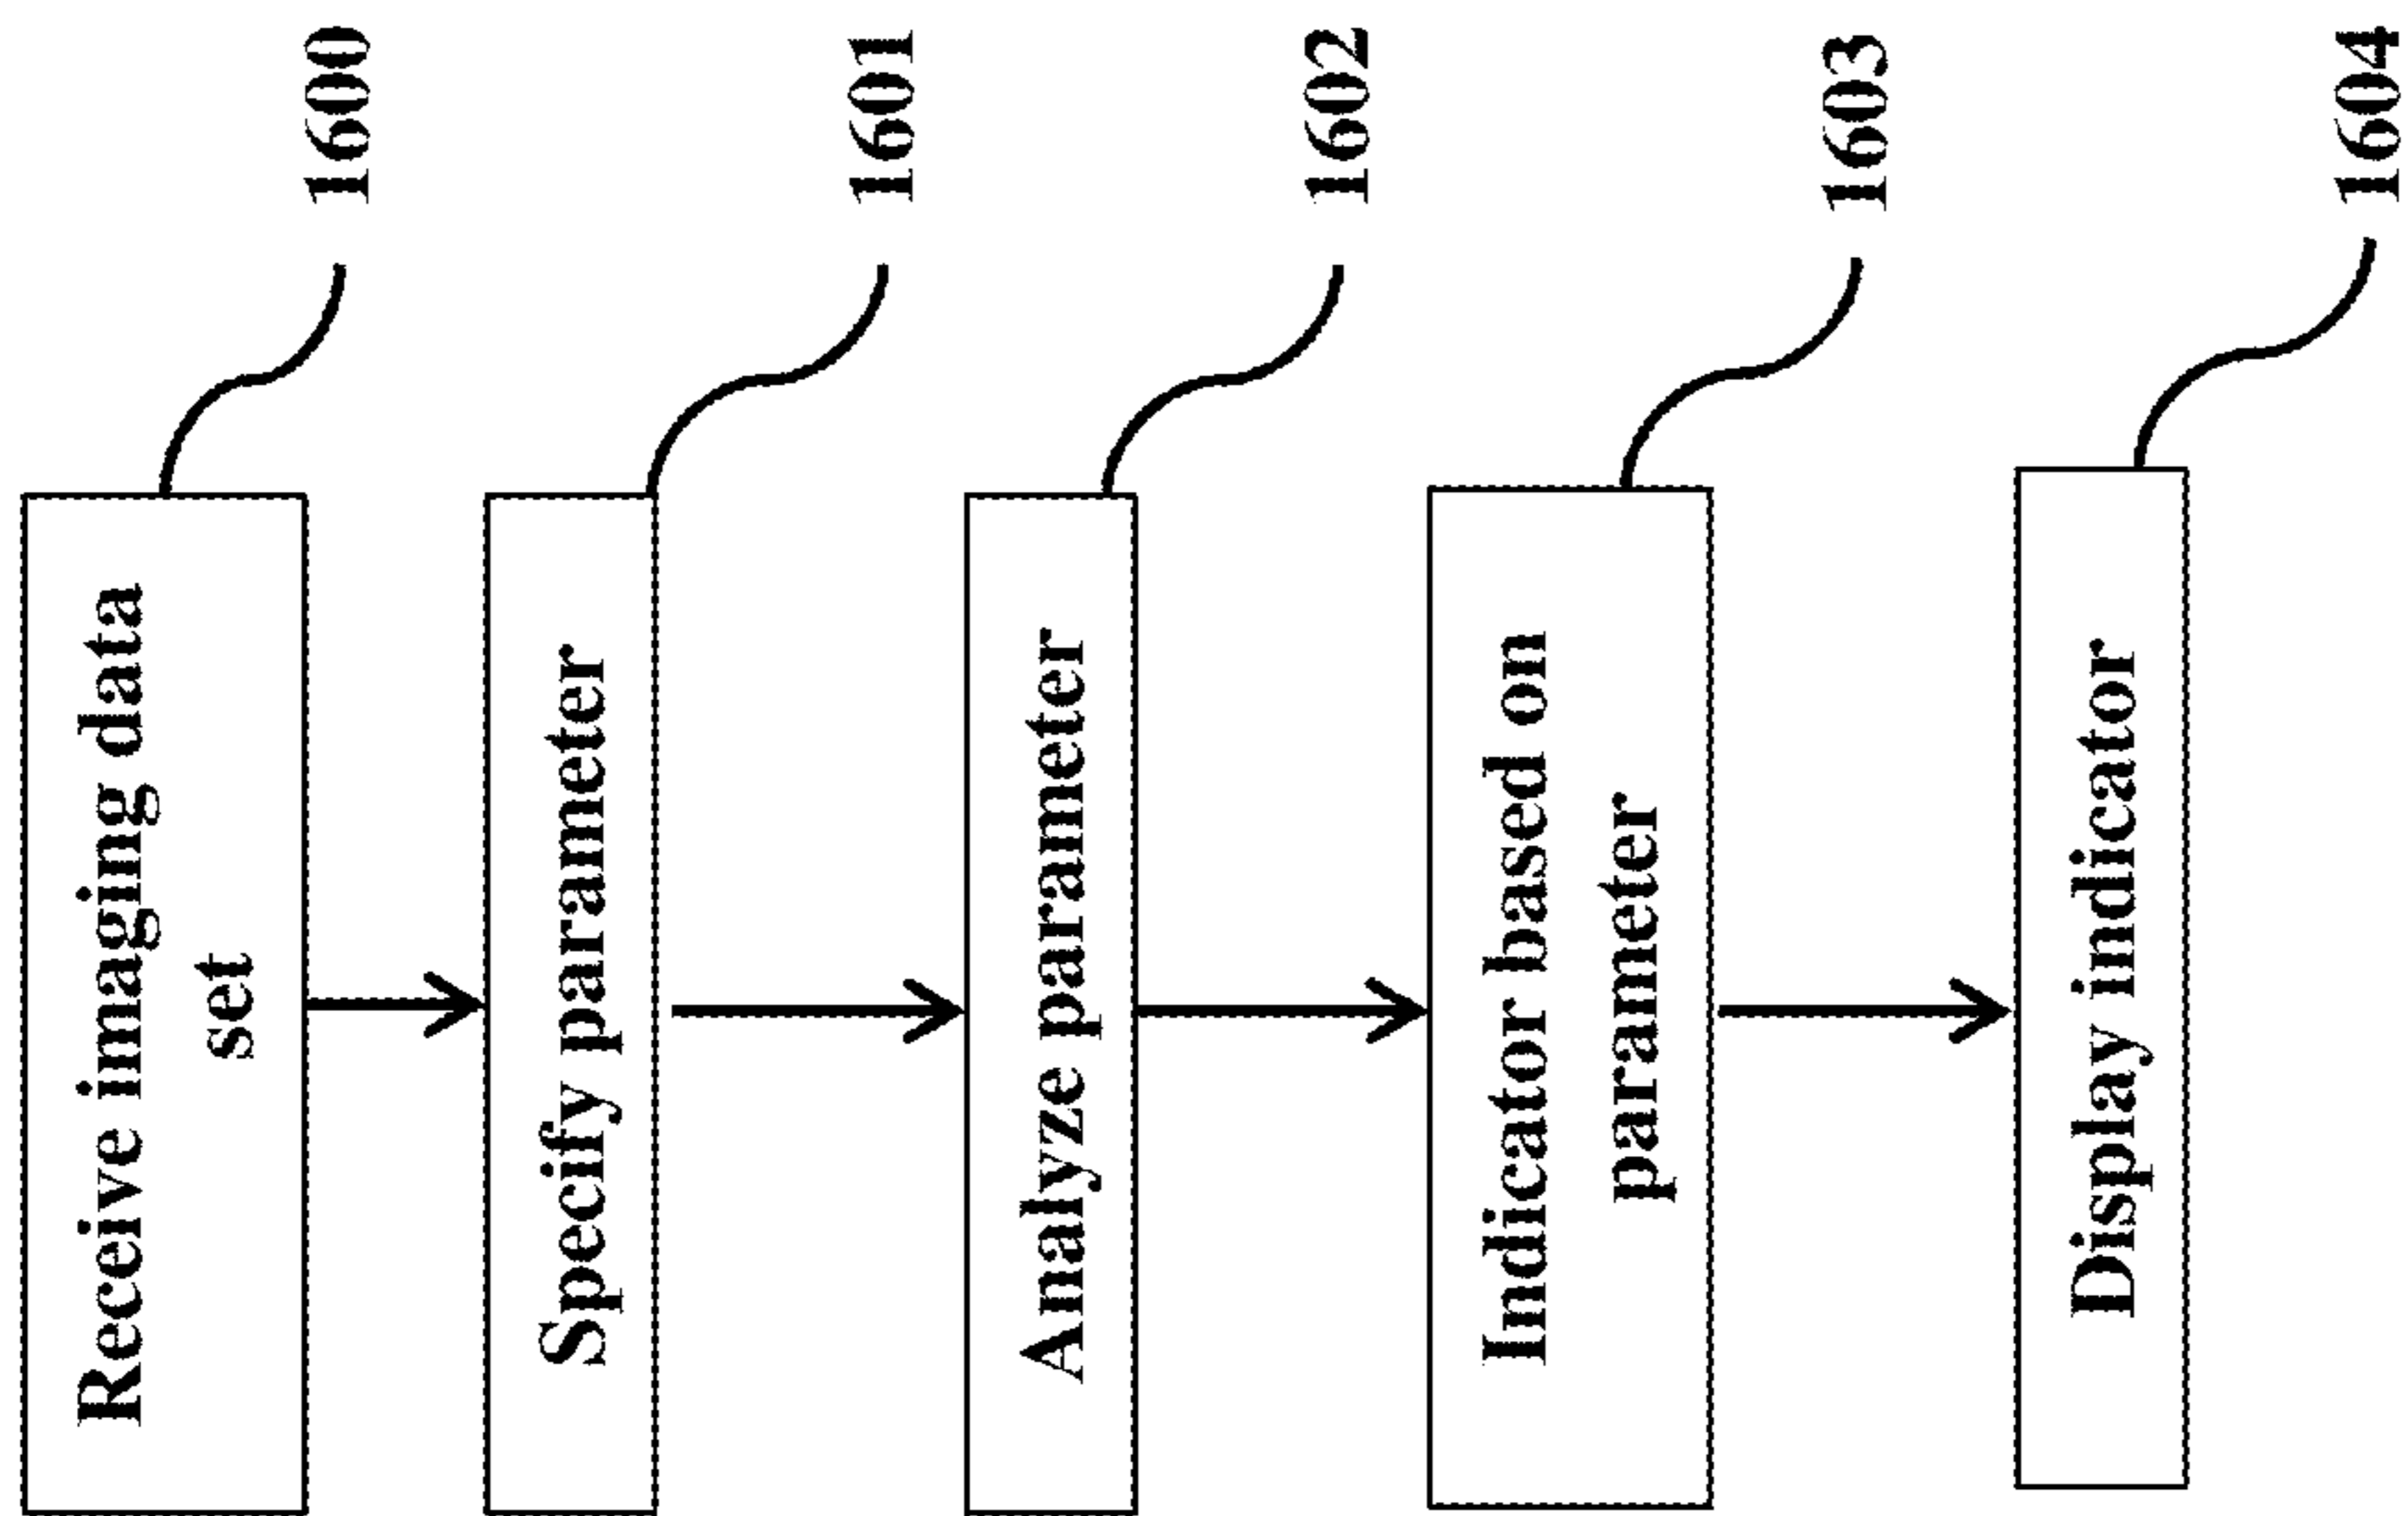 Receive imaging data
set
1600
Specify parameter
1601
Analyze parameter
1602
Indicator based on
parameter
1603
Display indicator
1604